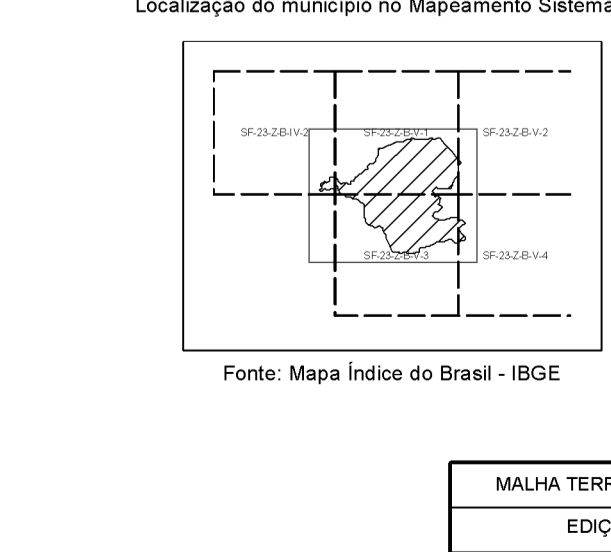 Localização do município no Mapeamento Sistema
SF-23-Z-B-IV-2 SF-23-Z-B-V-1 SF-23-Z-B-V-2
SF-23-Z-B-V-3 SF-23-Z-B-V-4
Fonte: Mapa Índice do Brasil - IBGE
MALHA TERR
EDIÇ